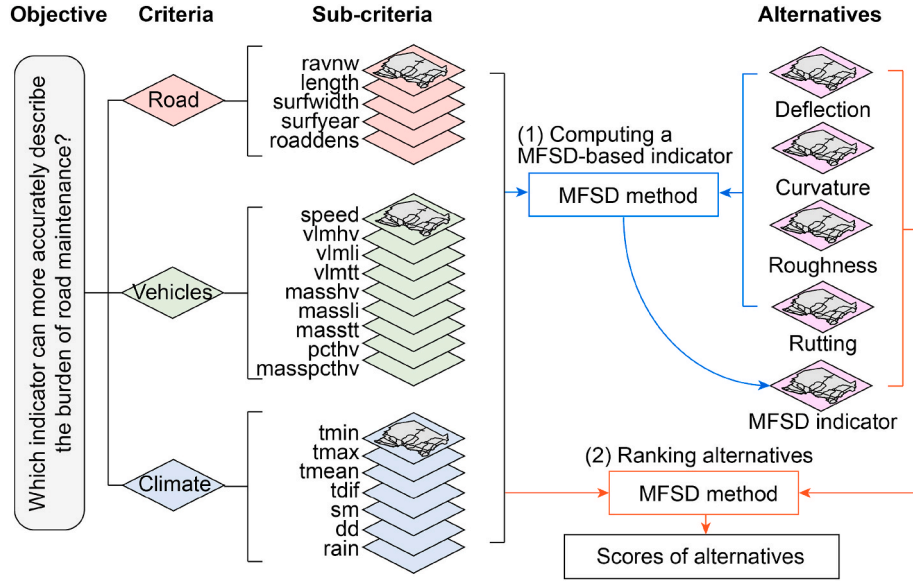 Objective
Criteria
Sub-criteria
Alternatives
Which indicator can more accurately describe
the burden of road maintenance?
Road
ravnw
length
surfwidth
surfyear
roaddens
Vehicles
speed
vlmhv
vlmli
vlmtt
masshv
massli
masstt
pcthv
masspcthv
Climate
tmin
tmax
tmean
tdif
sm
dd
rain
(1) Computing a
MFSD-based indicator
MFSD method
Deflection
Curvature
Roughness
Rutting
MFSD indicator
(2) Ranking alternatives
MFSD method
Scores of alternatives